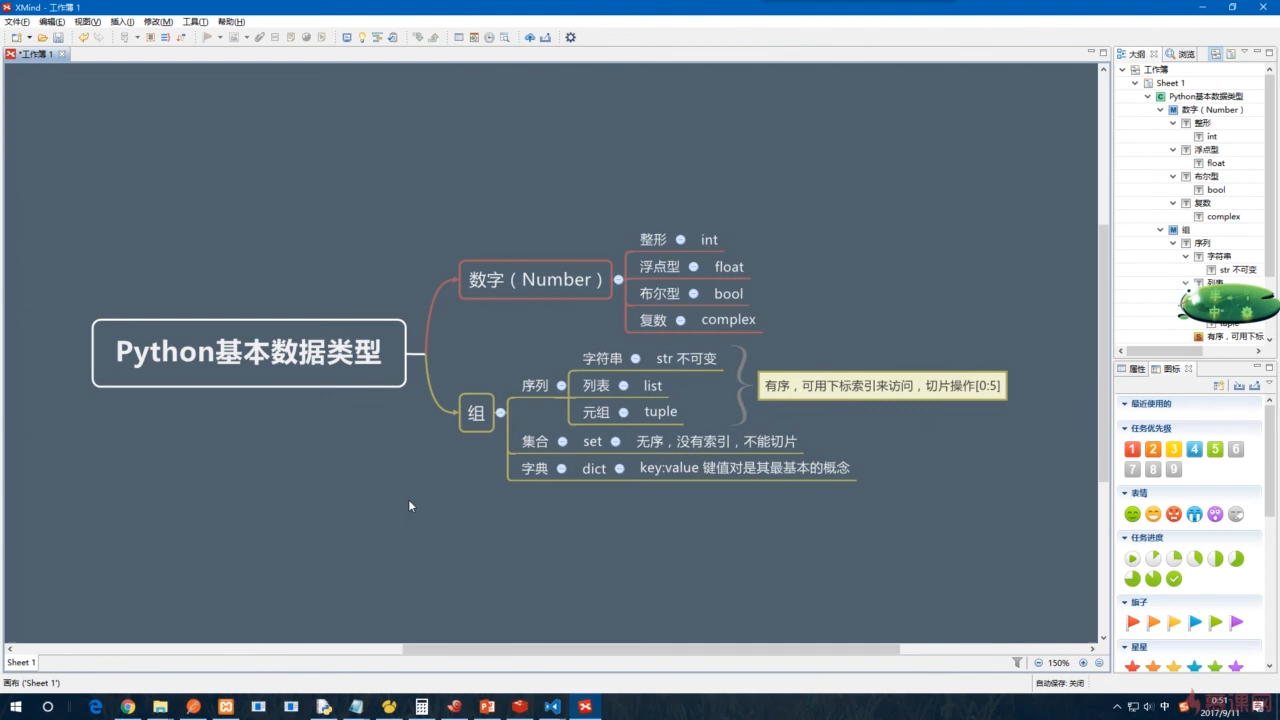 XMind - 工作簿 1
文件(F) 编辑(E) 视图(V) 插入(I) 修改(M) 工具(T) 帮助(H)
*工作簿 1
Python基本数据类型
数字（Number）
整形 int
浮点型 float
布尔型 bool
复数 complex
组
序列
字符串 str 不可变
列表 list
元组 tuple
有序，可用下标索引来访问，切片操作[0:5]
集合 set 无序，没有索引，不能切片
字典 dict key:value 键值对是其最基本的概念
大纲 浏览
工作簿
Sheet 1
Python基本数据类型
数字（Number）
整形
int
浮点型
float
布尔型
bool
复数
complex
组
序列
字符串
str 不可变
列表
半
中
tuple
有序，可用下标
属性 图标
最近使用的
任务优先级
1 2 3 4 5 6
7 8 9
表情
任务进度
旗子
星星
Sheet 1
150%
画布 ('Sheet 1')
自动保存: 关闭
中
0:51
2017/9/11
慕课网